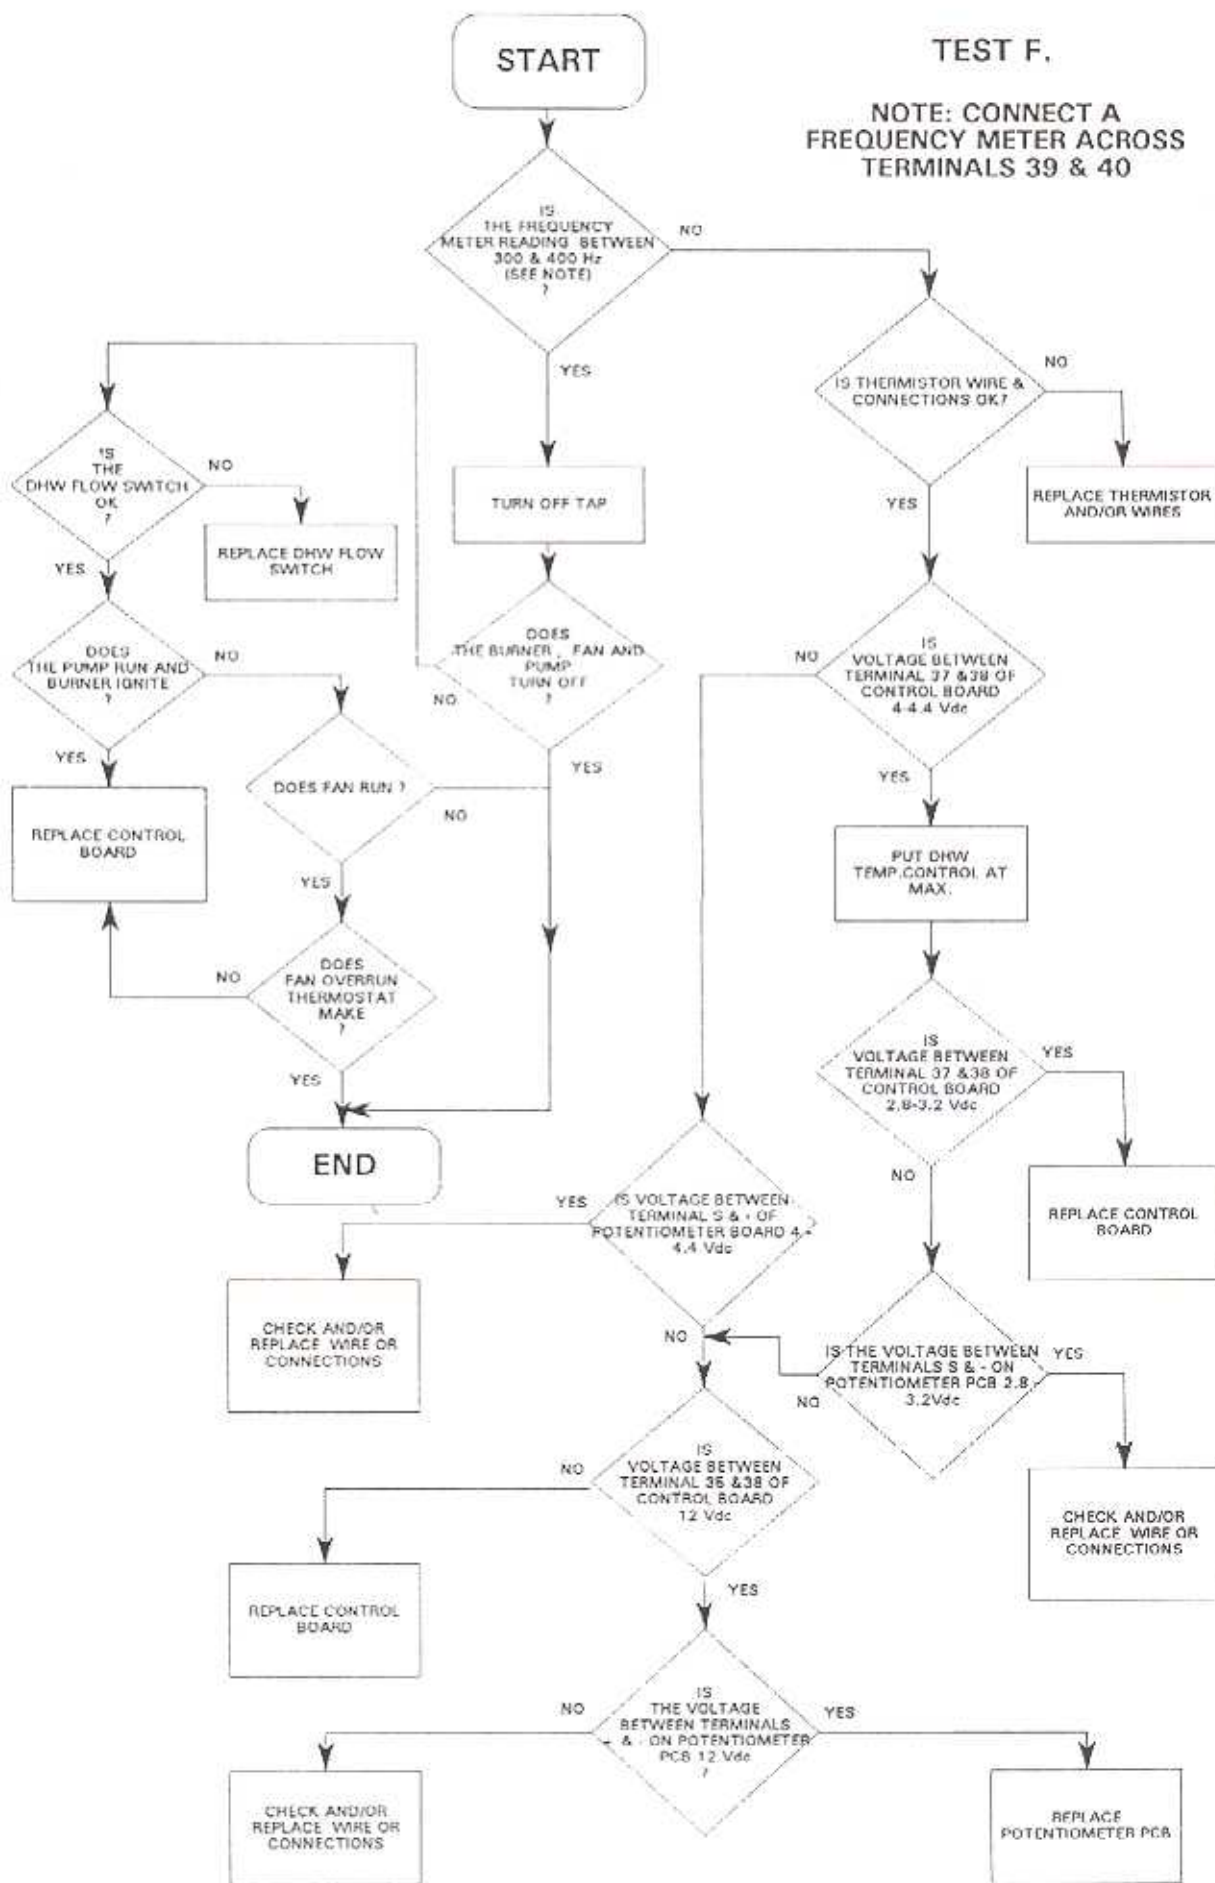 START
TEST F.
NOTE: CONNECT A
FREQUENCY METER ACROSS
TERMINALS 39 & 40
IS
THE FREQUENCY
METER READING BETWEEN
300 & 400 Hz
(SEE NOTE)
?
NO
YES
IS THERMISTOR WIRE &
CONNECTIONS OK?
NO
YES
REPLACE THERMISTOR
AND/OR WIRES
TURN OFF TAP
IS
THE
DHW FLOW SWITCH
OK
?
NO
YES
REPLACE DHW FLOW
SWITCH
DOES
THE BURNER , FAN AND
PUMP
TURN OFF
?
NO
YES
DOES
THE PUMP RUN AND
BURNER IGNITE
?
NO
YES
IS
VOLTAGE BETWEEN
TERMINAL 37 &38 OF
CONTROL BOARD
4-4.4 Vdc
NO
YES
DOES FAN RUN ?
NO
YES
REPLACE CONTROL
BOARD
PUT DHW
TEMP.CONTROL AT
MAX.
DOES
FAN OVERRUN
THERMOSTAT
MAKE
?
NO
YES
IS
VOLTAGE BETWEEN
TERMINAL 37 &38 OF
CONTROL BOARD
2.8-3.2 Vdc
YES
NO
END
REPLACE CONTROL
BOARD
IS VOLTAGE BETWEEN
TERMINAL S & - OF
POTENTIOMETER BOARD 4 -
4.4 Vdc
YES
NO
CHECK AND/OR
REPLACE WIRE OR
CONNECTIONS
IS THE VOLTAGE BETWEEN
TERMINALS S & - ON
POTENTIOMETER PCB 2.8 -
3.2Vdc
YES
NO
CHECK AND/OR
REPLACE WIRE OR
CONNECTIONS
IS
VOLTAGE BETWEEN
TERMINAL &38 OF
CONTROL BOARD
12 Vdc
NO
YES
REPLACE CONTROL
BOARD
IS
THE VOLTAGE
BETWEEN TERMINALS
& - ON POTENTIOMETER
PCB 12 Vdc
?
NO
YES
CHECK AND/OR
REPLACE WIRE OR
CONNECTIONS
REPLACE
POTENTIOMETER PCB